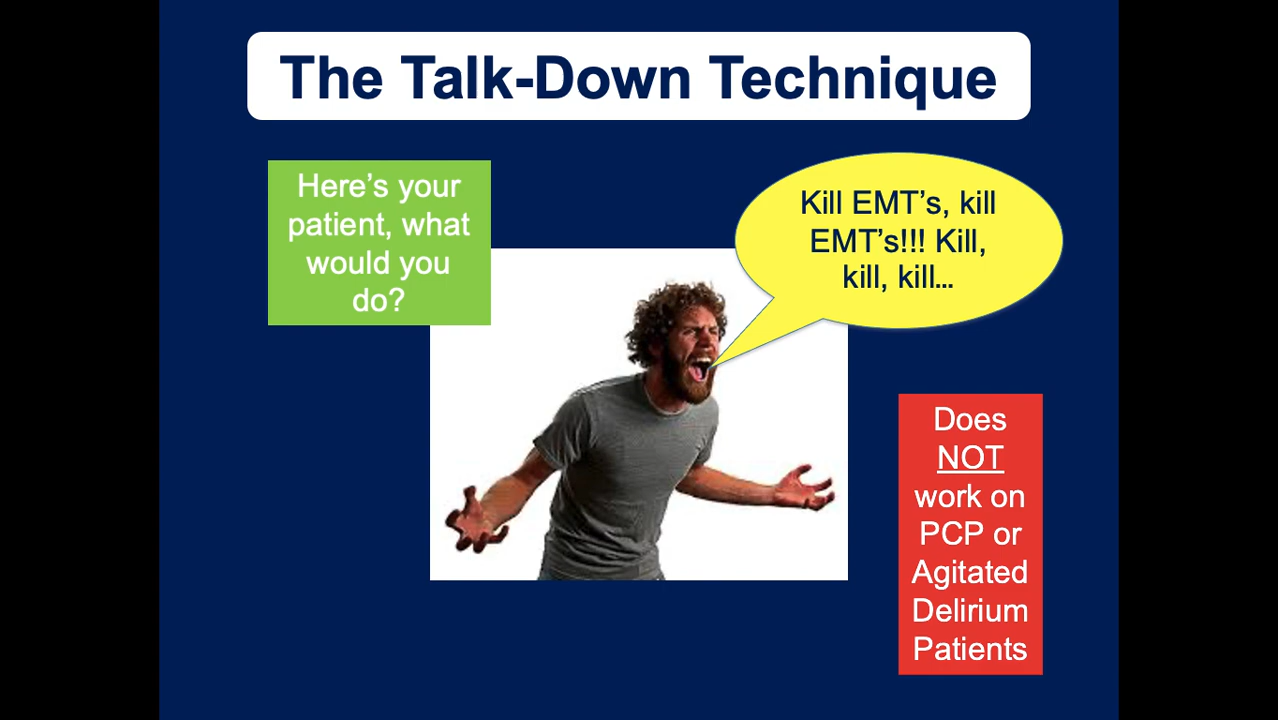 The Talk-Down Technique
Here’s your
patient, what
would you
do?
Kill EMT’s, kill
EMT’s!!! Kill,
kill, kill…
Does
NOT
work on
PCP or
Agitated
Delirium
Patients